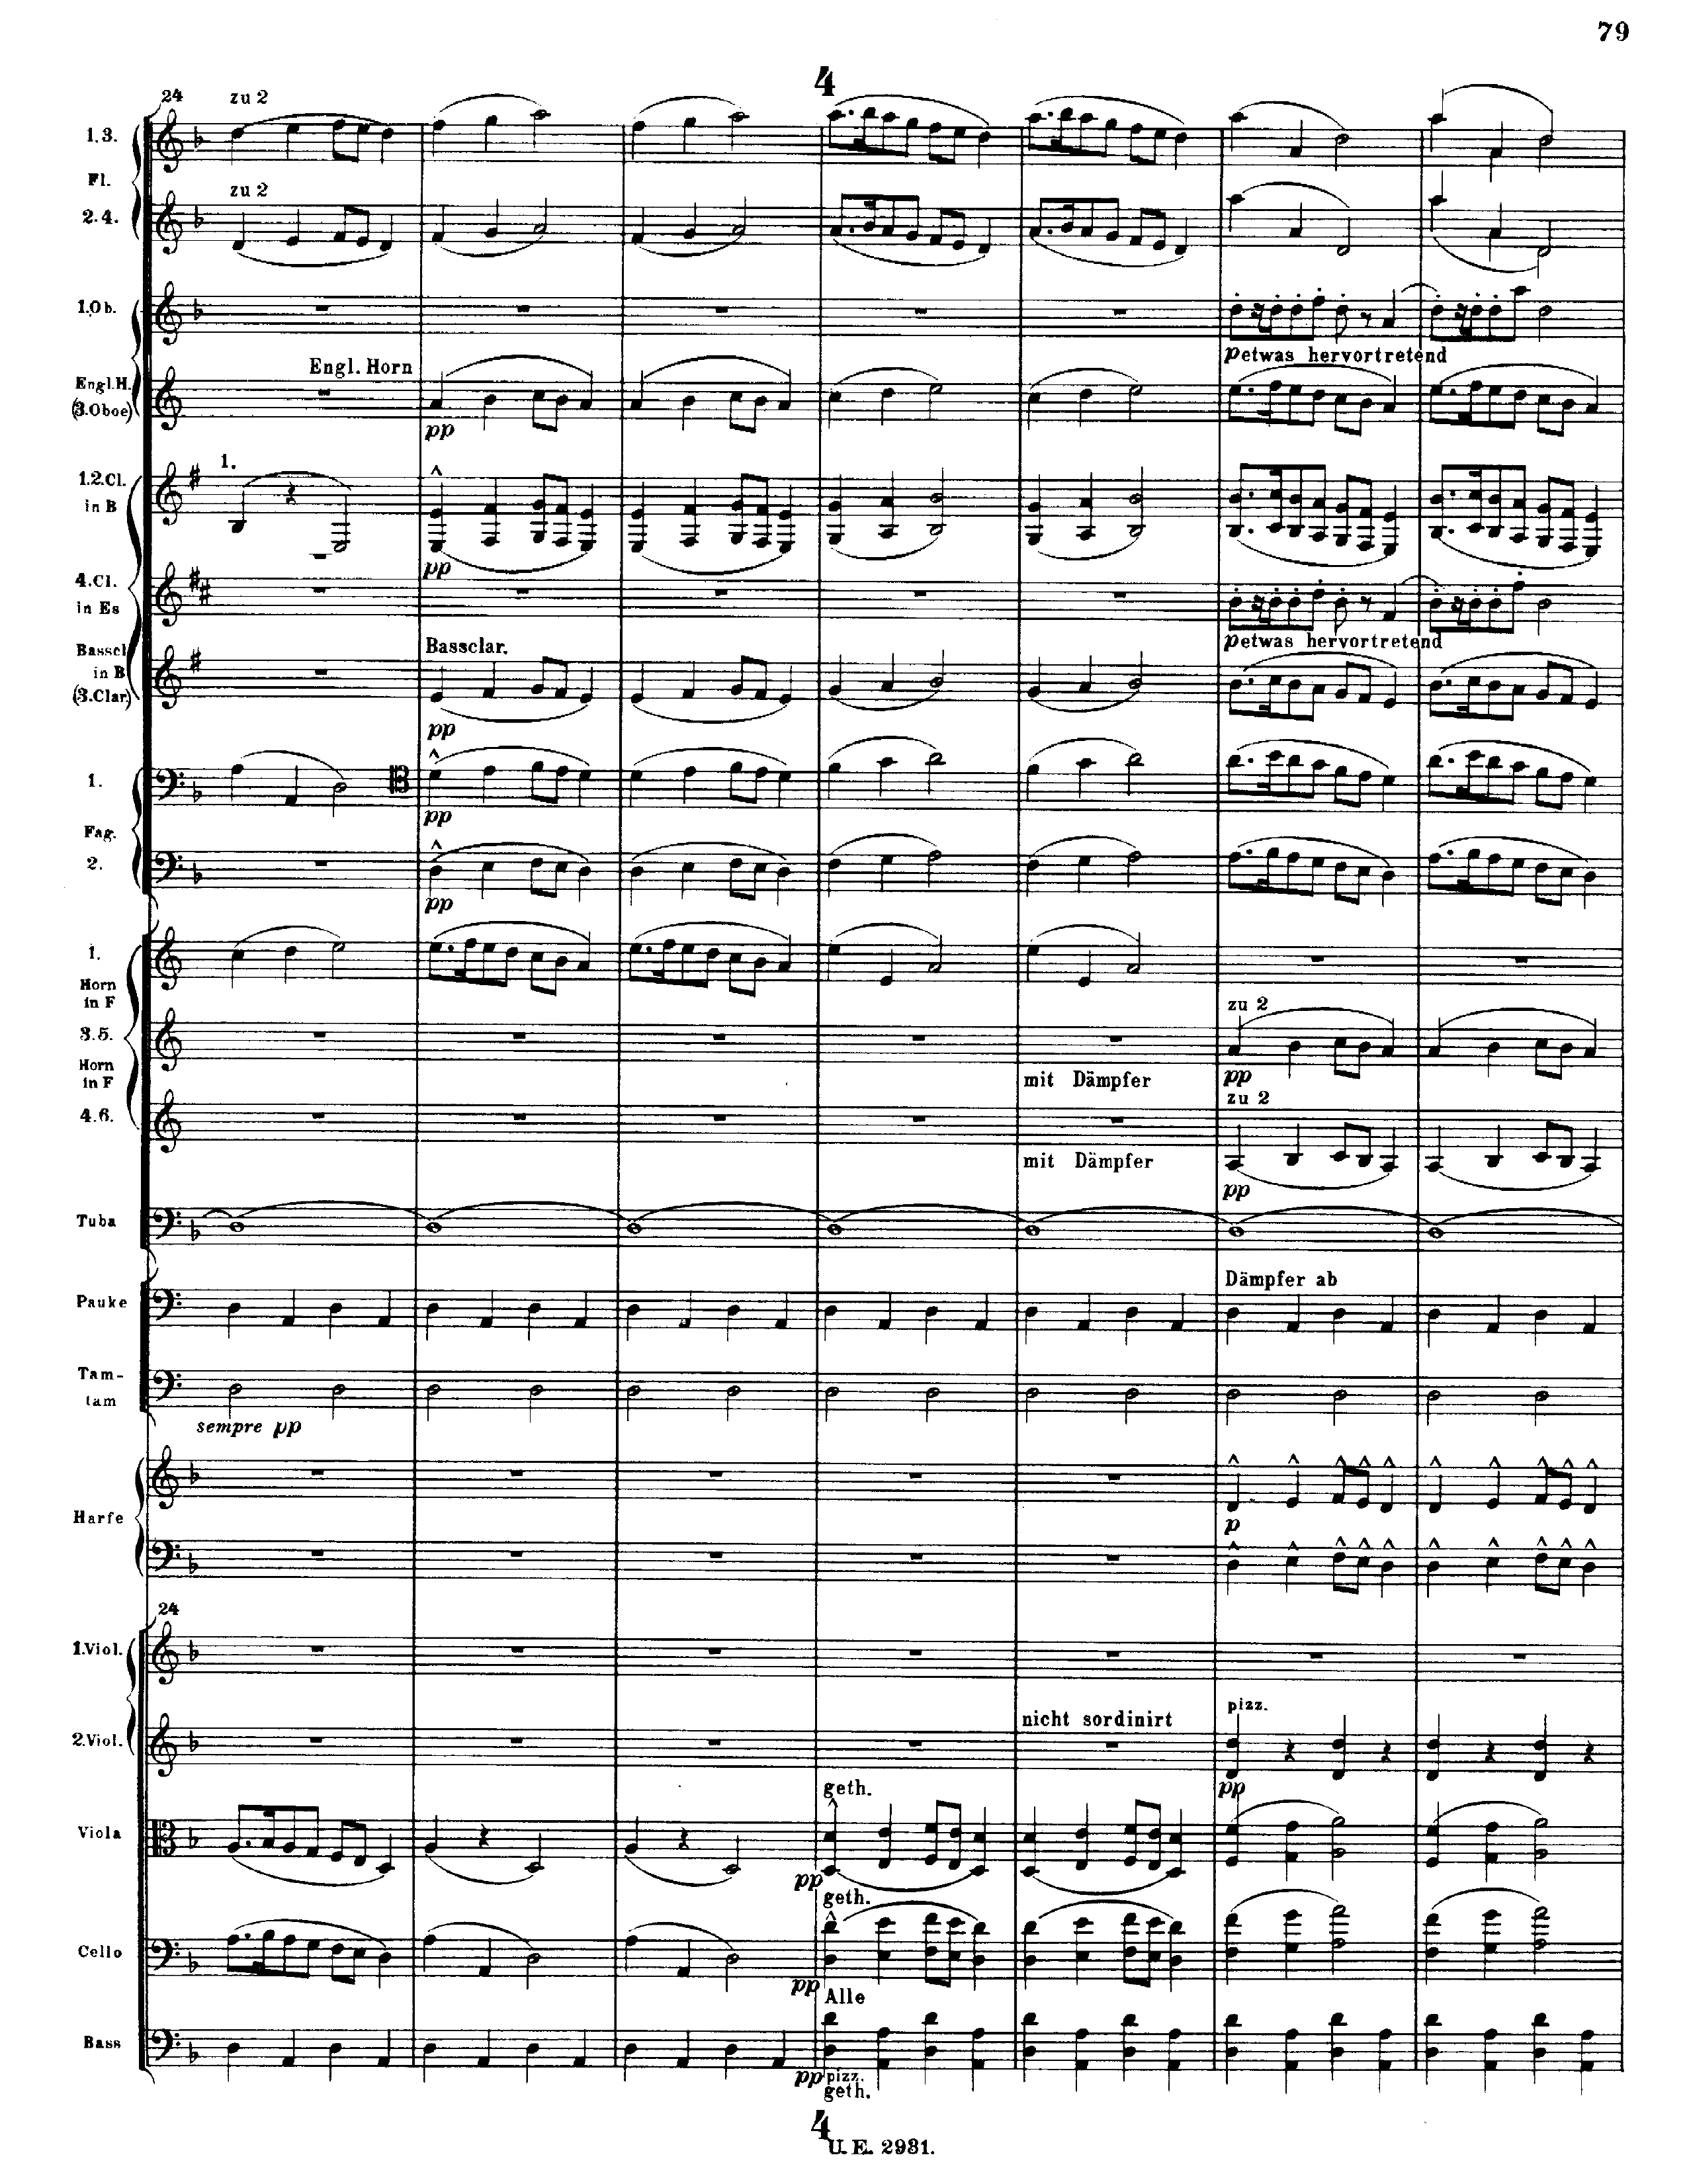 79
4
24
zu 2
1.3.
Fl.
zu 2
2.4.
1.Ob.
petwas hervortretend
Engl. Horn
Engl.H.
(3.Oboe)
pp
1.
1.2.Cl.
in B
pp
4.Cl.
in Es
petwas hervortretend
Basscl
in B
(3.Clar)
Bassclar.
pp
1.
pp
Fag.
2.
pp
1.
Horn
in F
zu 2
3.5.
mit Dämpfer
pp
Horn
in F
zu 2
4.6.
mit Dämpfer
pp
Tuba
Dämpfer ab
Pauke
Tam-
tam
sempre pp
Harfe
p
24
1.Viol.
nicht sordinirt
pizz.
2.Viol.
pp
geth.
Viola
pp
geth.
Cello
pp
Alle
Bass
pp pizz.
geth.
4
U. E. 2931.